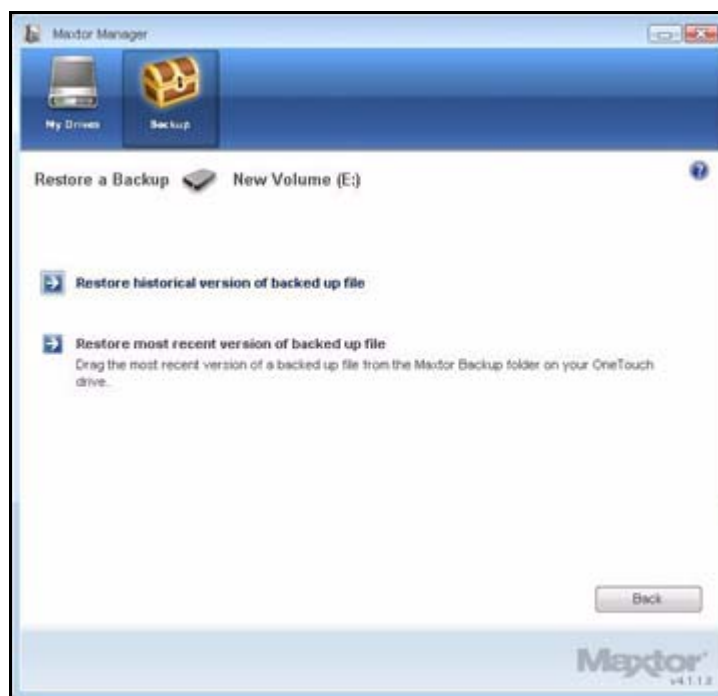 Maxtor Manager
My Drives
Backup
Restore a Backup New Volume (E:)
Restore historical version of backed up file
Restore most recent version of backed up file
Drag the most recent version of a backed up file from the Maxtor Backup folder on your OneTouch
drive.
Back
Maxtor